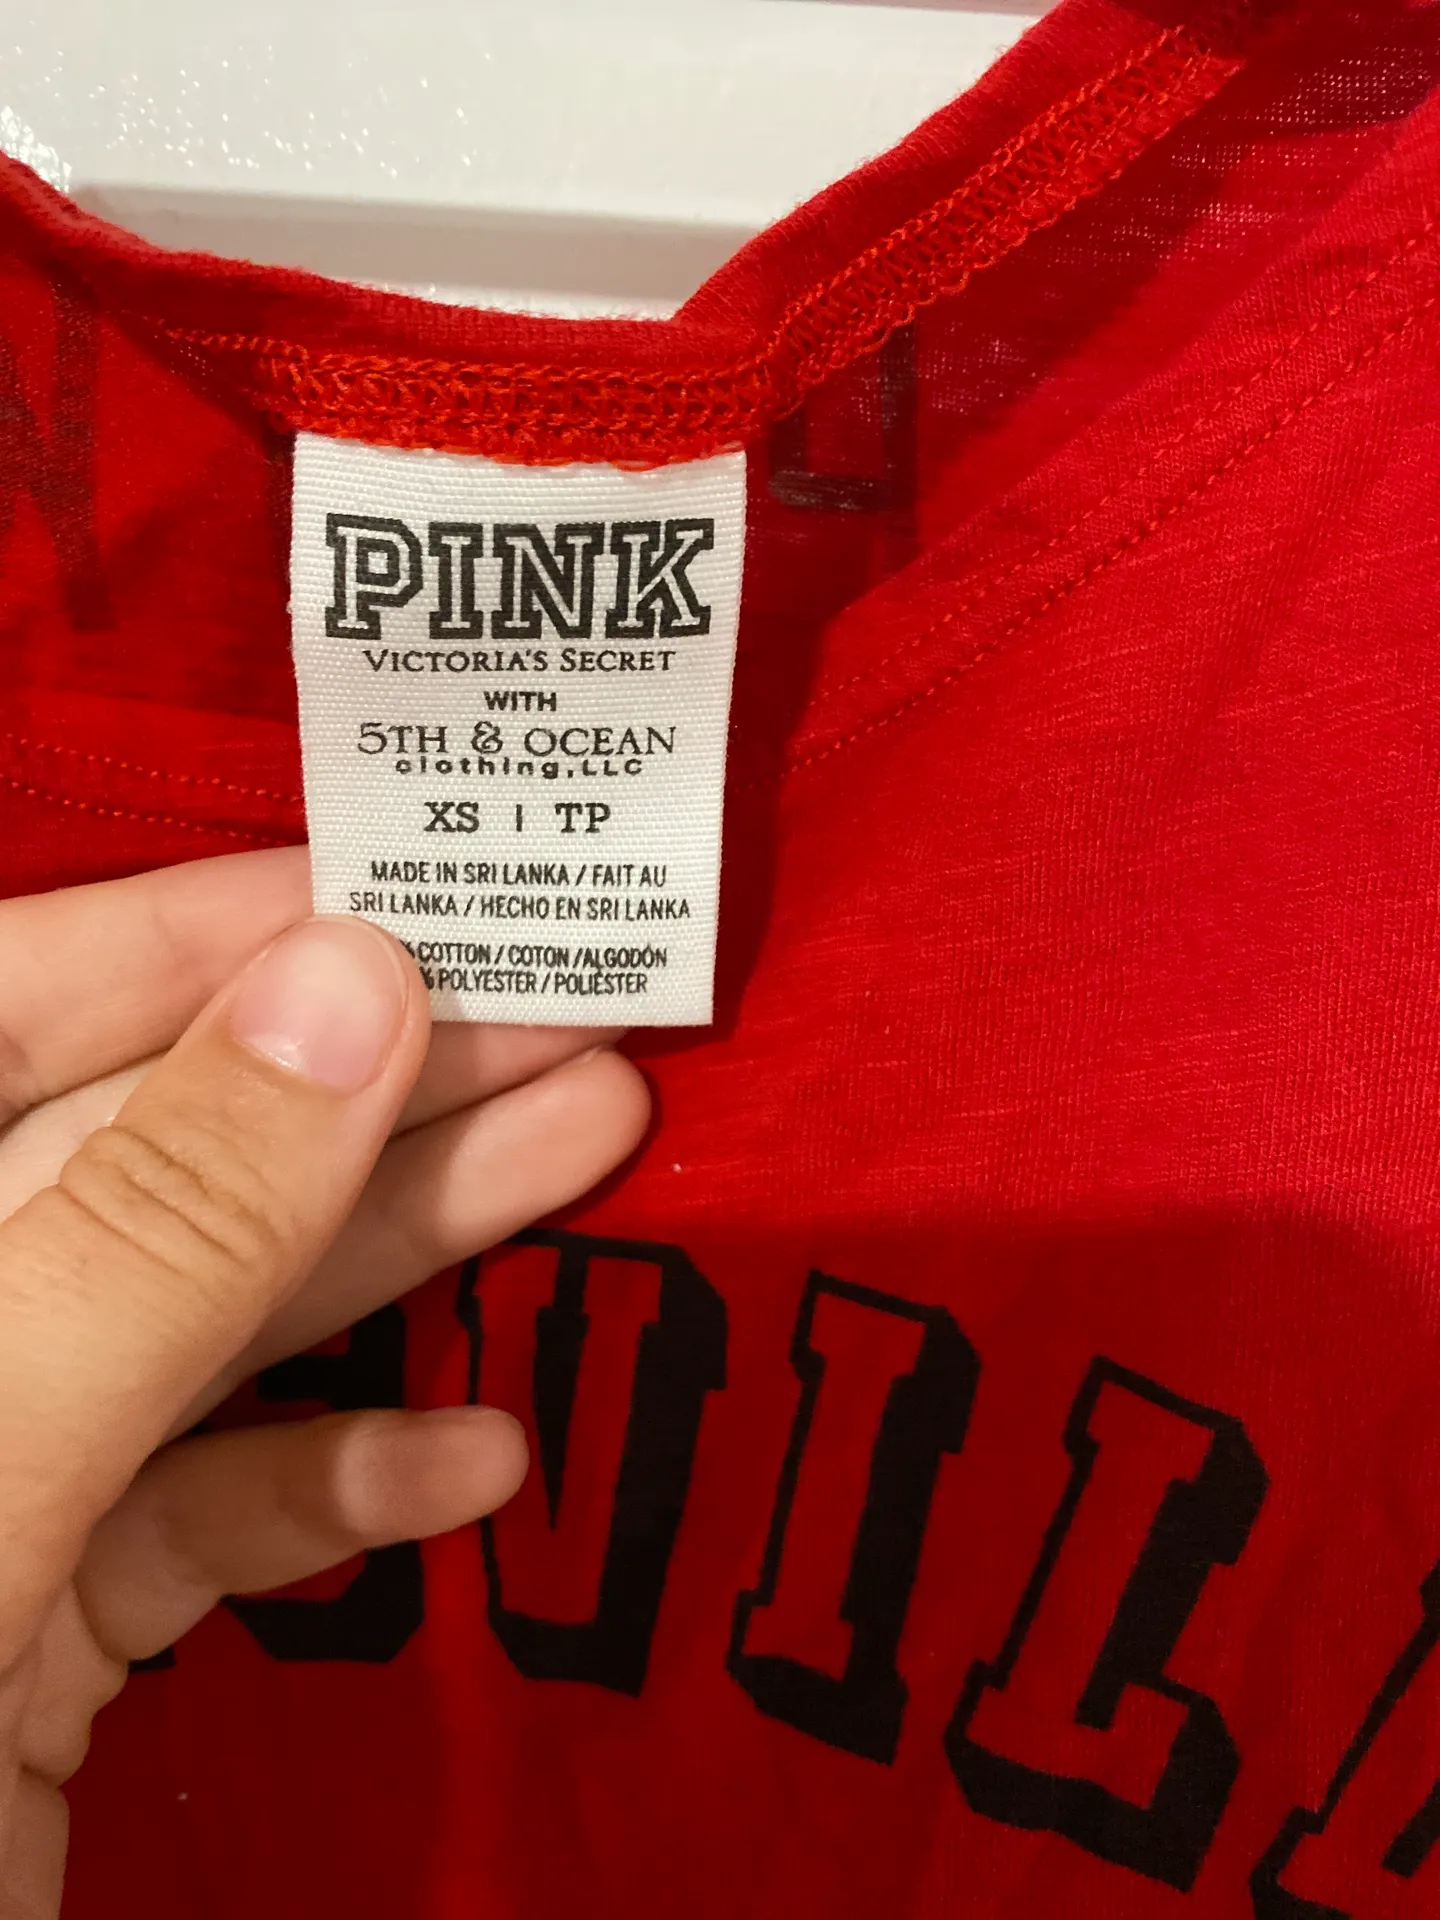 PINK
VICTORIA'S SECRET
WITH
5TH & OCEAN
clothing, LLC
XS | TP
MADE IN SRI LANKA / FAIT AU
SRI LANKA / HECHO EN SRI LANKA
% COTTON / COTON / ALGODÓN
% POLYESTER / POLIÉSTER